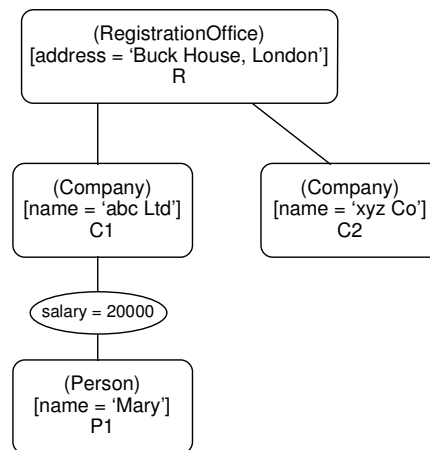 (RegistrationOffice)
[address = ‘Buck House, London’]
R
(Company)
[name = ‘abc Ltd’]
C1
(Company)
[name = ‘xyz Co’]
C2
salary = 20000
(Person)
[name = ‘Mary’]
P1